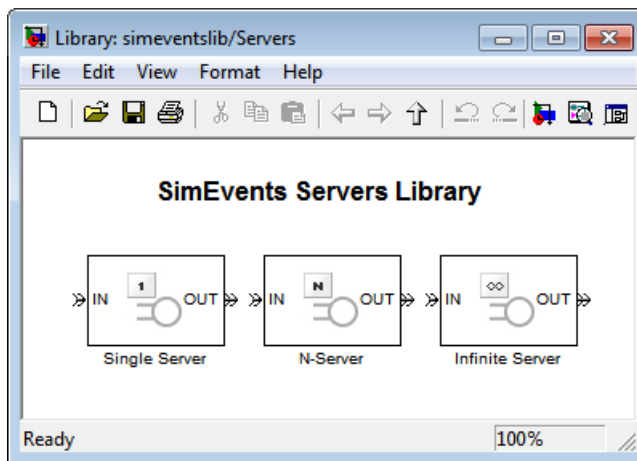 Library: simeventslib/Servers
File Edit View Format Help
SimEvents Servers Library
1 N ∞
IN OUT IN OUT IN OUT
Single Server N-Server Infinite Server
Ready 100%